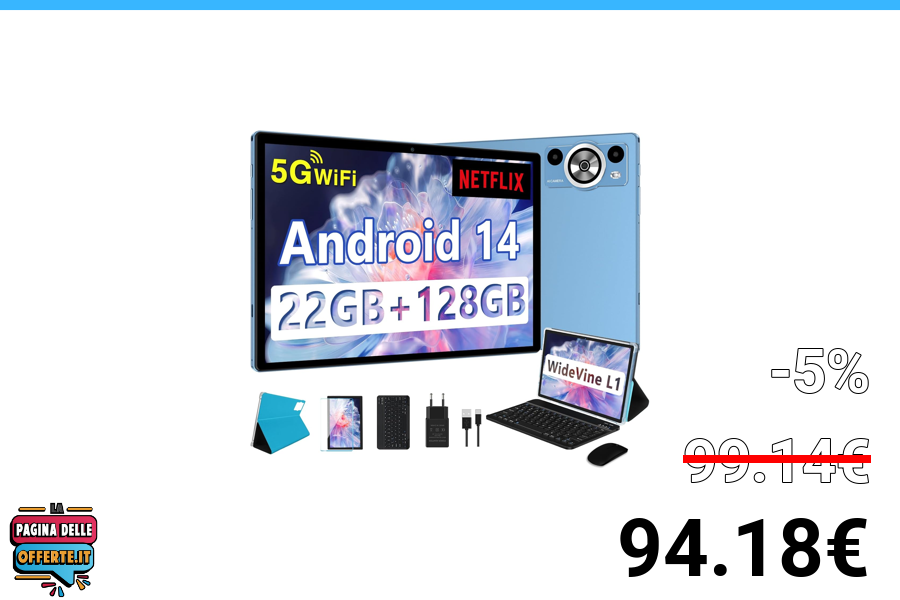 5G WiFi
NETFLIX
Android 14
22GB+128GB
WideVine L1
-5%
99.14€
94.18€
LA
PAGINA DELLE
OFFERTE.IT